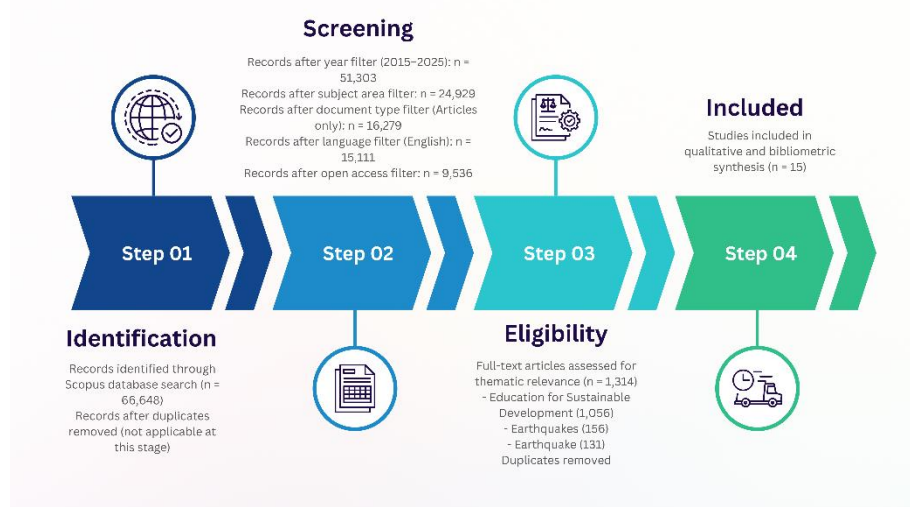 Screening
Records after year filter (2015–2025): n =
51,303
Records after subject area filter: n = 24,929
Records after document type filter (Articles
only): n = 16,279
Records after language filter (English): n =
15,111
Records after open access filter: n = 9,536
Included
Studies included in
qualitative and bibliometric
synthesis (n = 15)
Step 01
Step 02
Step 03
Step 04
Identification
Records identified through
Scopus database search (n =
66,648)
Records after duplicates
removed (not applicable at
this stage)
Eligibility
Full-text articles assessed for
thematic relevance (n = 1,314)
- Education for Sustainable
Development (1,056)
- Earthquakes (156)
- Earthquake (131)
Duplicates removed